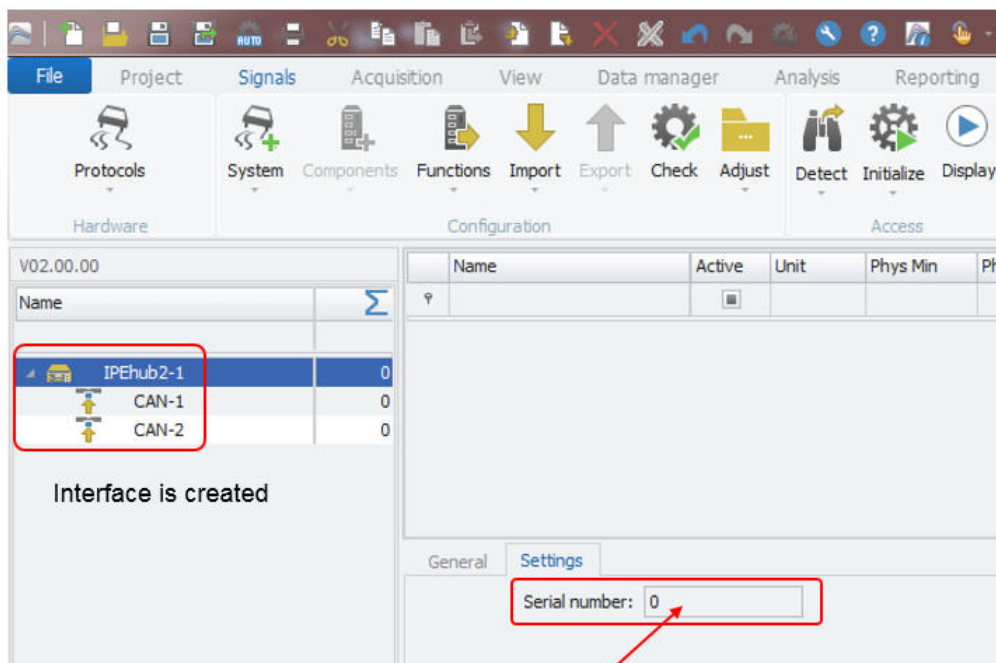 AUTO
File Project Signals Acquisition View Data manager Analysis Reporting
Protocols System Components Functions Import Export Check Adjust Detect Initialize Display
Hardware Configuration Access
V02.00.00
Name Active Unit Phys Min
Name Σ
IPEhub2-1 0
CAN-1 0
CAN-2 0
Interface is created
General Settings
Serial number: 0